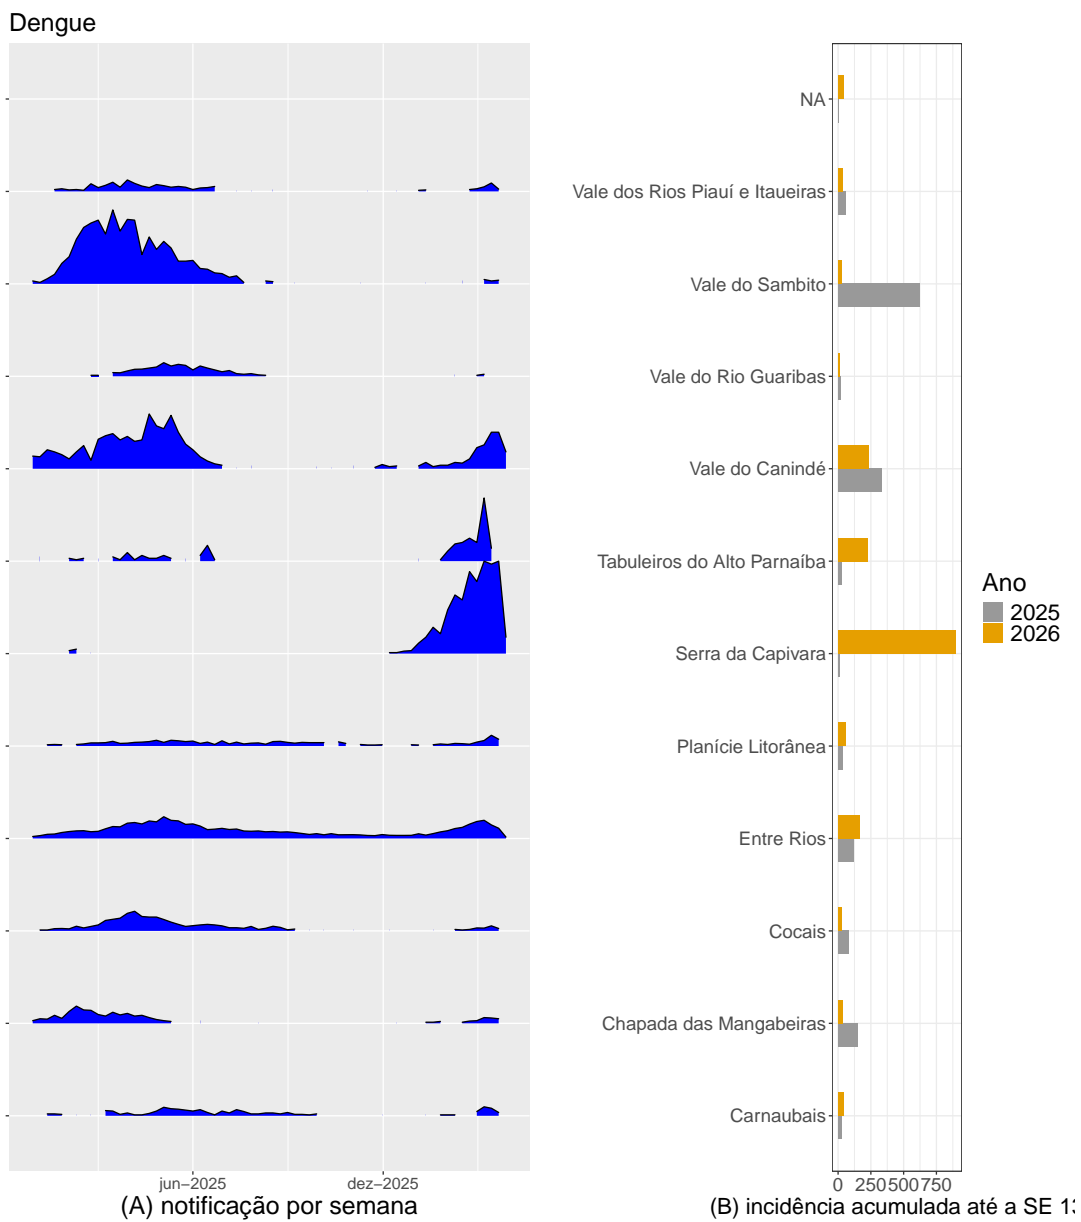 Dengue
NA
Vale dos Rios Piauí e Itaueiras
Vale do Sambito
Vale do Rio Guaribas
Vale do Canindé
Tabuleiros do Alto Parnaíba
Serra da Capivara
Planície Litorânea
Entre Rios
Cocais
Chapada das Mangabeiras
Carnaubais
Ano
2025
2026
jun−2025 dez−2025
0 250 500 750
(A) notificação por semana
(B) incidência acumulada até a SE 13